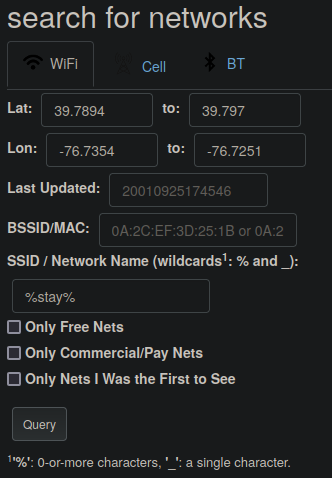 search for networks
WiFi Cell BT
Lat: 39.7894 to: 39.797
Lon: -76.7354 to: -76.7251
Last Updated: 20010925174546
BSSID/MAC: 0A:2C:EF:3D:25:1B or 0A:2
SSID / Network Name (wildcards¹: % and _):
%stay%
Only Free Nets
Only Commercial/Pay Nets
Only Nets I Was the First to See
Query
¹'%': 0-or-more characters, '_': a single character.